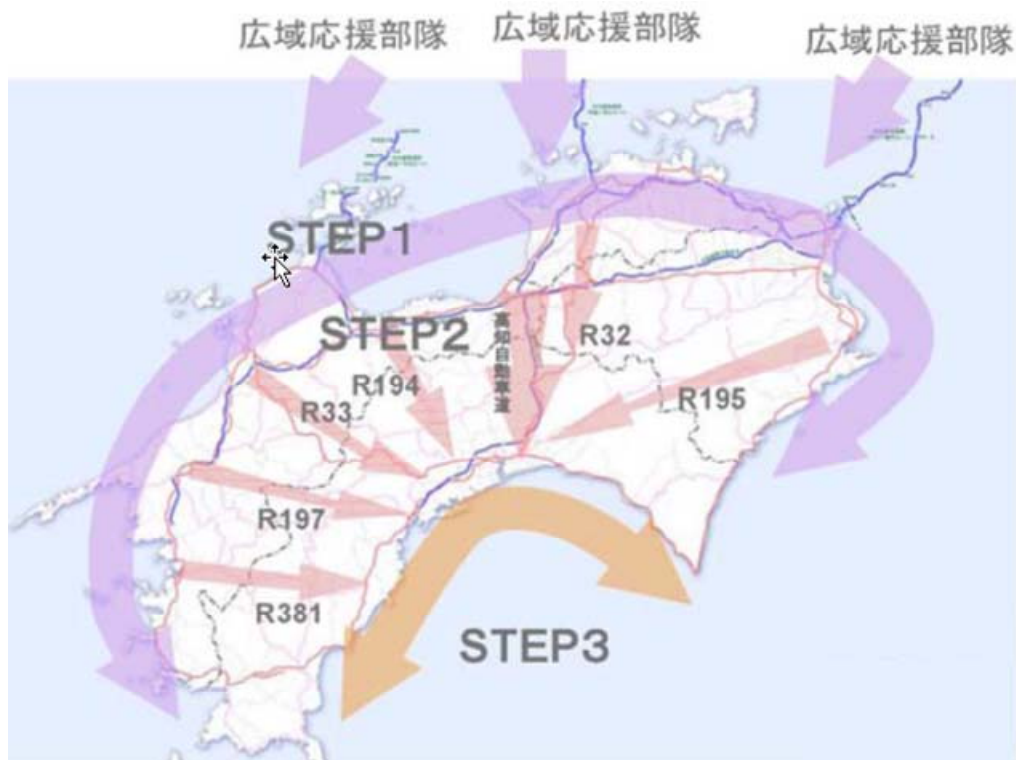 広域応援部隊
広域応援部隊
広域応援部隊
STEP1
STEP2
高知自動車道
R32
R194
R33
R195
R197
R381
STEP3